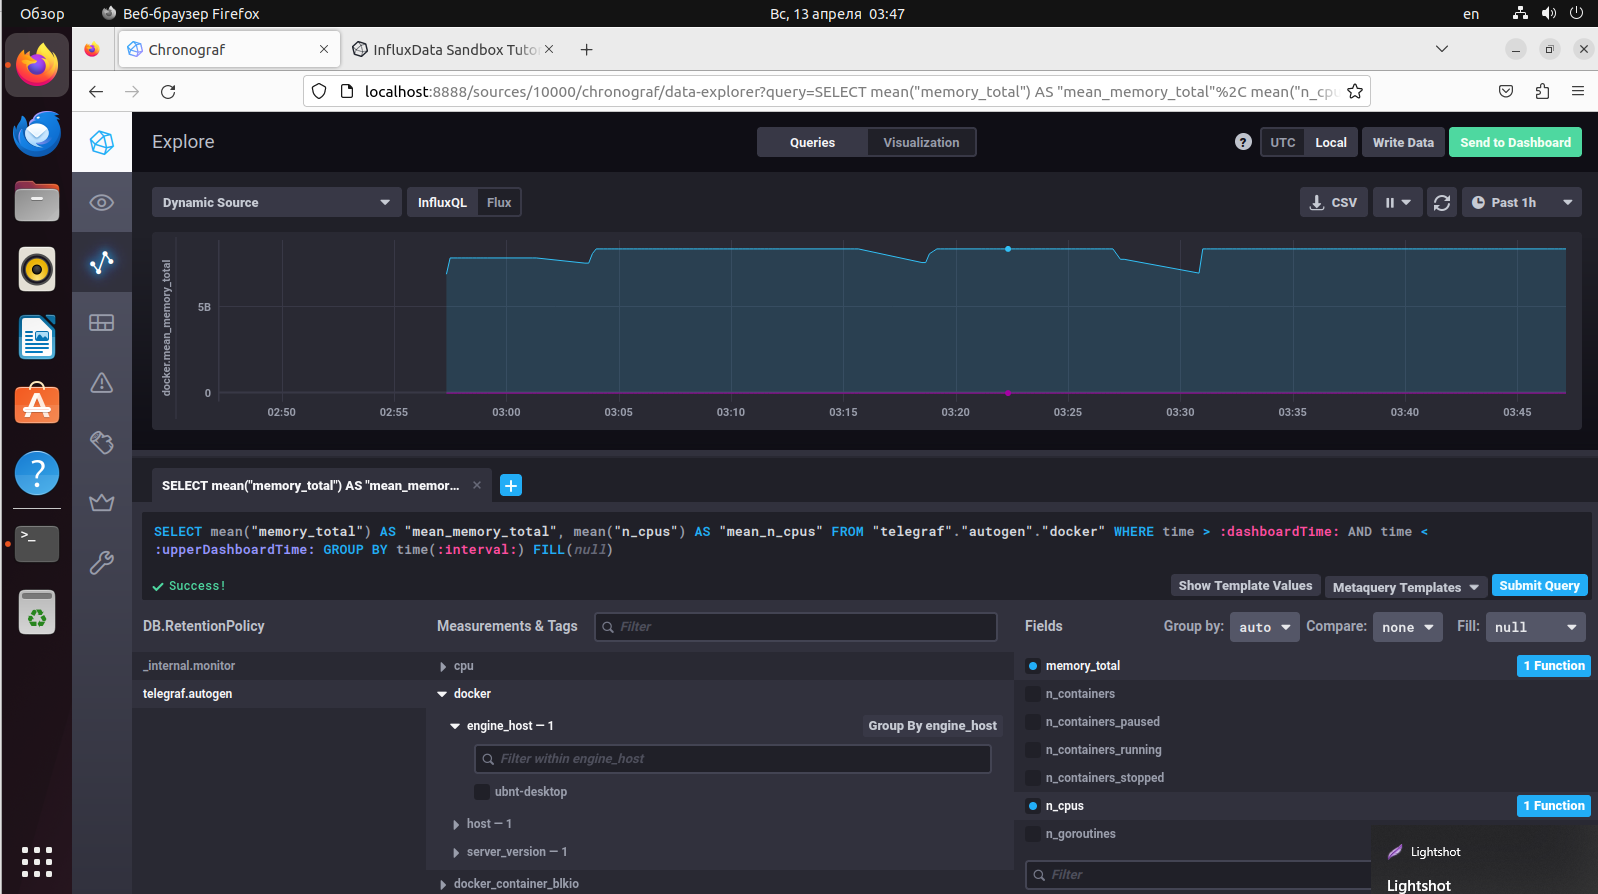 Обзор
Веб-браузер Firefox
Вс, 13 апреля 03:47
en
Chronograf
InfluxData Sandbox Tutor
localhost:8888/sources/10000/chronograf/data-explorer?query=SELECT mean("memory_total") AS "mean_memory_total"%2C mean("n_cpu
Explore
Queries
Visualization
?
UTC
Local
Write Data
Send to Dashboard
Dynamic Source
InfluxQL
Flux
CSV
Past 1h
docker.mean_memory_total
5B
0
02:50
02:55
03:00
03:05
03:10
03:15
03:20
03:25
03:30
03:35
03:40
03:45
SELECT mean("memory_total") AS "mean_memor...
SELECT mean("memory_total") AS "mean_memory_total", mean("n_cpus") AS "mean_n_cpus" FROM "telegraf"."autogen"."docker" WHERE time > :dashboardTime: AND time <
:upperDashboardTime: GROUP BY time(:interval:) FILL(null)
Success!
Show Template Values
Metaquery Templates
Submit Query
DB.RetentionPolicy
Measurements & Tags
Filter
Fields
Group by:
auto
Compare:
none
Fill:
null
_internal.monitor
telegraf.autogen
cpu
docker
engine_host — 1
Group By engine_host
Filter within engine_host
ubnt-desktop
host — 1
server_version — 1
docker_container_blkio
memory_total
1 Function
n_containers
n_containers_paused
n_containers_running
n_containers_stopped
n_cpus
1 Function
n_goroutines
Filter
Lightshot
Lightshot